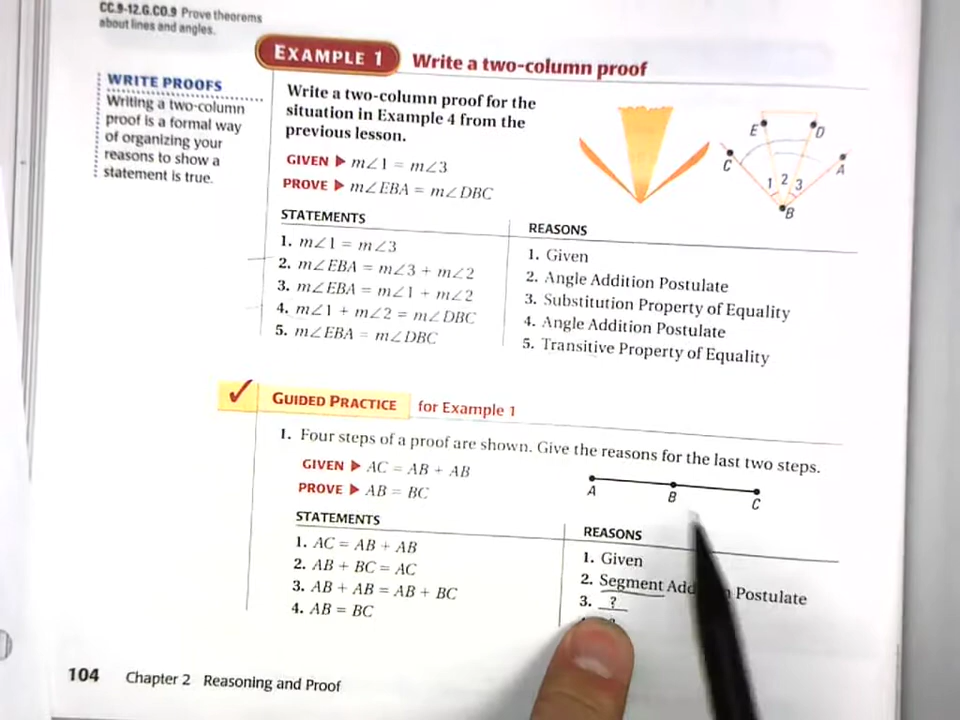 CC.9-12.G.CO.9 Prove theorems
about lines and angles.
EXAMPLE 1 Write a two-column proof
WRITE PROOFS
Writing a two-column
proof is a formal way
of organizing your
reasons to show a
statement is true.
Write a two-column proof for the
situation in Example 4 from the
previous lesson.
GIVEN ▶ m∠1 = m∠3
PROVE ▶ m∠EBA = m∠DBC
E
D
C
A
1 2 3
B
STATEMENTS
1. m∠1 = m∠3
2. m∠EBA = m∠3 + m∠2
3. m∠EBA = m∠1 + m∠2
4. m∠1 + m∠2 = m∠DBC
5. m∠EBA = m∠DBC
REASONS
1. Given
2. Angle Addition Postulate
3. Substitution Property of Equality
4. Angle Addition Postulate
5. Transitive Property of Equality
GUIDED PRACTICE for Example 1
1. Four steps of a proof are shown. Give the reasons for the last two steps.
GIVEN ▶ AC = AB + AB
PROVE ▶ AB = BC
A B C
STATEMENTS
1. AC = AB + AB
2. AB + BC = AC
3. AB + AB = AB + BC
4. AB = BC
REASONS
1. Given
2. Segment Postulate
3. ?
104 Chapter 2 Reasoning and Proof